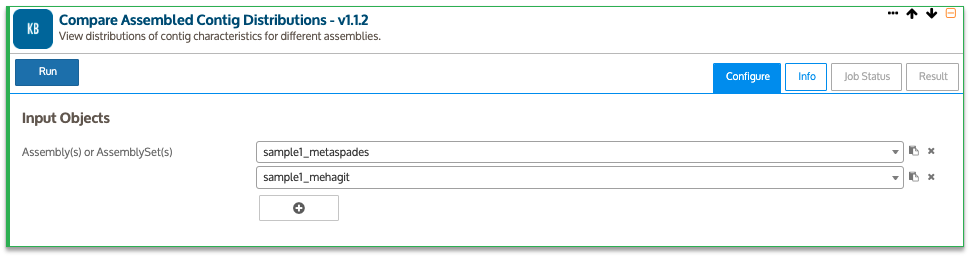 KB
Compare Assembled Contig Distributions - v1.1.2
View distributions of contig characteristics for different assemblies.
Run
Configure
Info
Job Status
Result
Input Objects
Assembly(s) or AssemblySet(s)
sample1_metaspades
sample1_mehagit